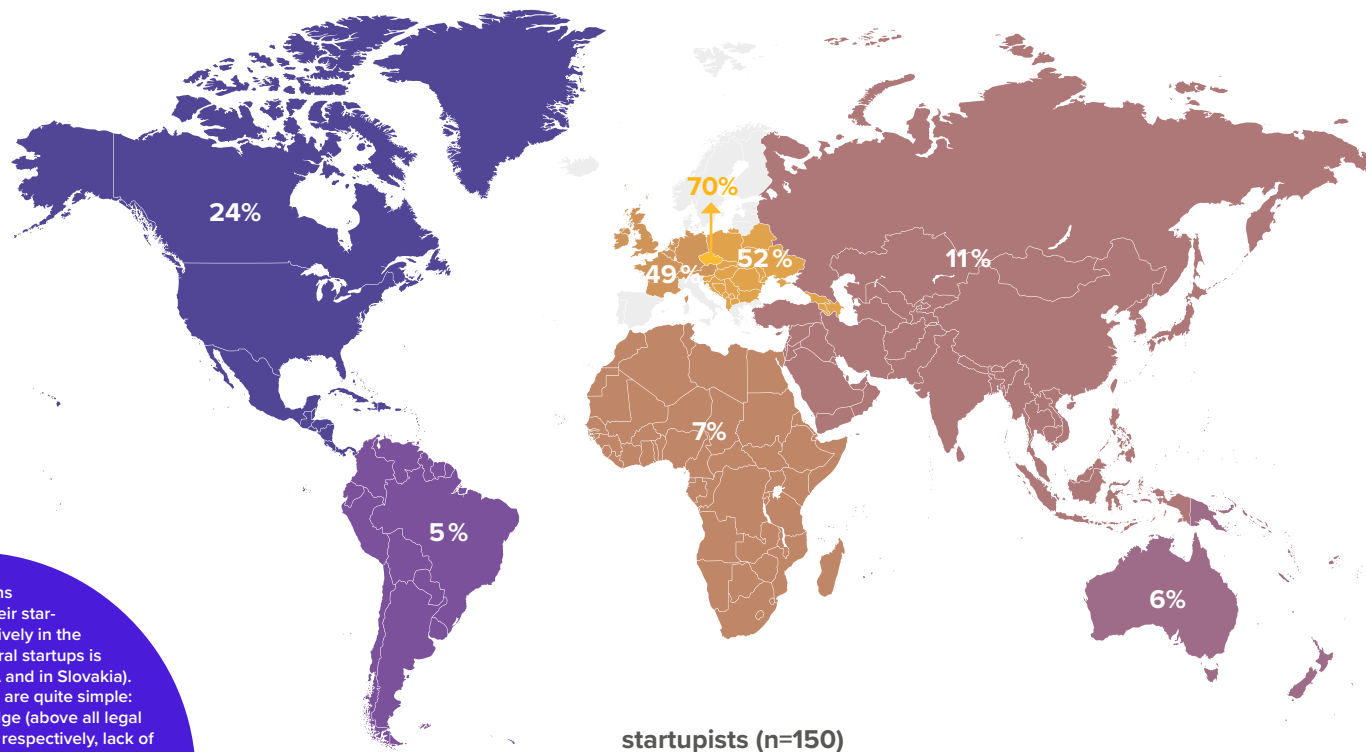 70%
24%
52%
49%
11%
7%
5%
6%
ns
eir star-
ively in the
ral startups is
and in Slovakia).
are quite simple:
ge (above all legal
respectively, lack of
startupists (n=150)